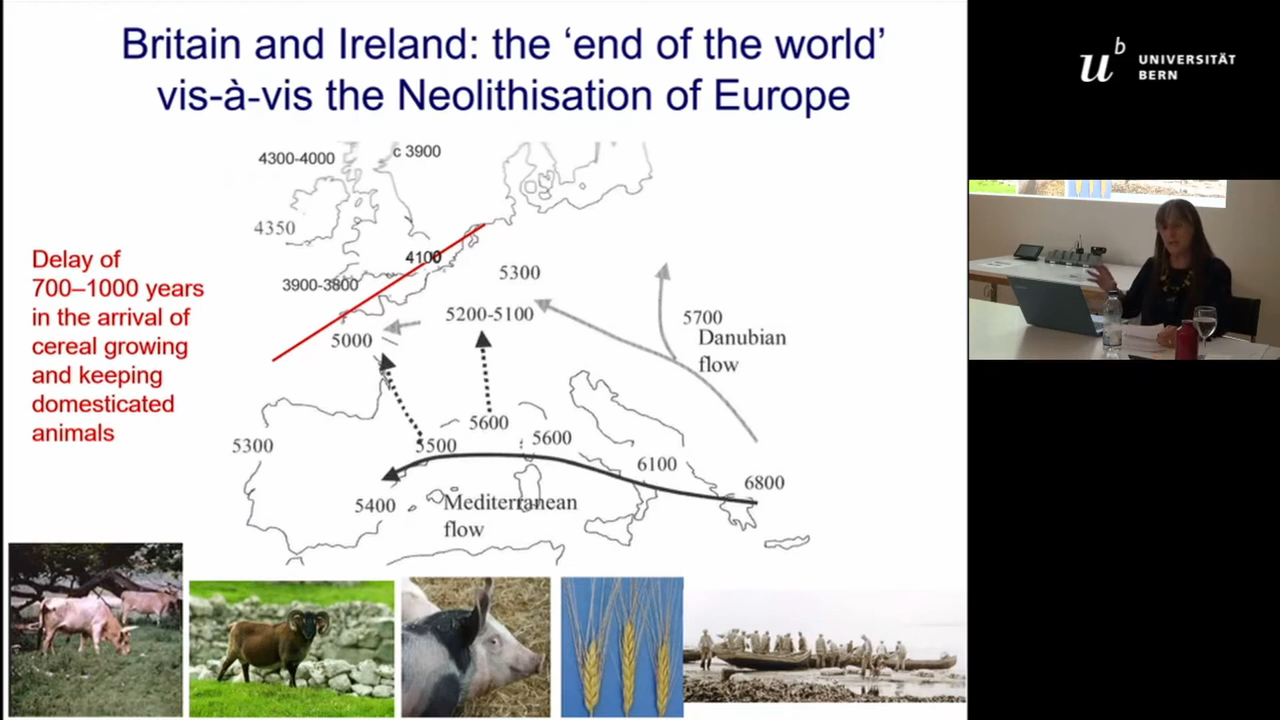 Britain and Ireland: the ‘end of the world’
vis-à-vis the Neolithisation of Europe
u
b
UNIVERSITÄT
BERN
4300-4000
c 3900
4350
4100
3900-3800
Delay of
700–1000 years
in the arrival of
cereal growing
and keeping
domesticated
animals
5300
5200-5100
5000
5700
Danubian
flow
5600
5300
5500
5600
6100
6800
5400
Mediterranean
flow